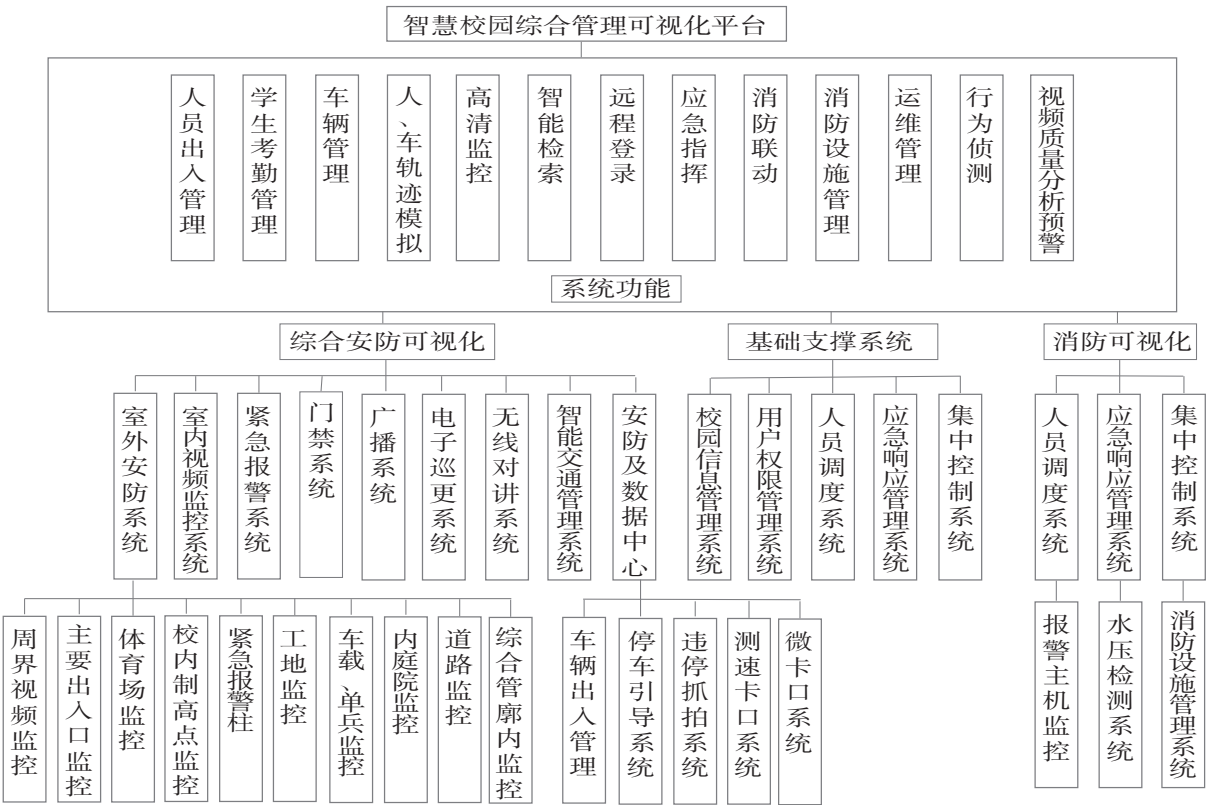 智慧校园综合管理可视化平台
人员出入管理
学生考勤管理
车辆管理
人、车轨迹模拟
高清监控
智能检索
远程登录
应急指挥
消防联动
消防设施管理
运维管理
行为侦测
视频质量分析预警
系统功能
综合安防可视化
基础支撑系统
消防可视化
室外安防系统
室内视频监控系统
紧急报警系统
门禁系统
广播系统
电子巡更系统
无线对讲系统
智能交通管理系统
安防及数据中心
校园信息管理系统
用户权限管理系统
人员调度系统
应急响应管理系统
集中控制系统
人员调度系统
应急响应管理系统
集中控制系统
周界视频监控
主要出入口监控
体育场监控
校内制高点监控
紧急报警柱
工地监控
车载、单兵监控
内庭院监控
道路监控
综合管廓内监控
车辆出入管理
停车引导系统
违停抓拍系统
测速卡口系统
微卡口系统
报警主机监控
水压检测系统
消防设施管理系统